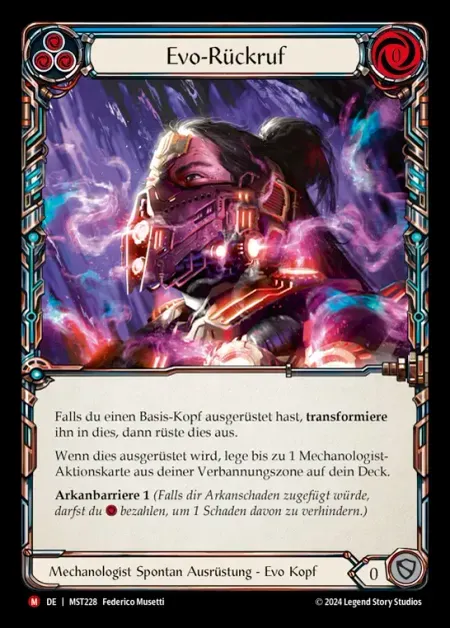 Evo-Rückruf
0
Falls du einen Basis-Kopf ausgerüstet hast, transformiere
ihn in dies, dann rüste dies aus.
Wenn dies ausgerüstet wird, lege bis zu 1 Mechanologist-
Aktionskarte aus deiner Verbannungszone auf dein Deck.
Arkanbarriere 1 (Falls dir Arkanschaden zugefügt würde,
darfst du bezahlen, um 1 Schaden davon zu verhindern.)
Mechanologist Spontan Ausrüstung - Evo Kopf
0
M DE | MST228 Federico Musetti
© 2024 Legend Story Studios